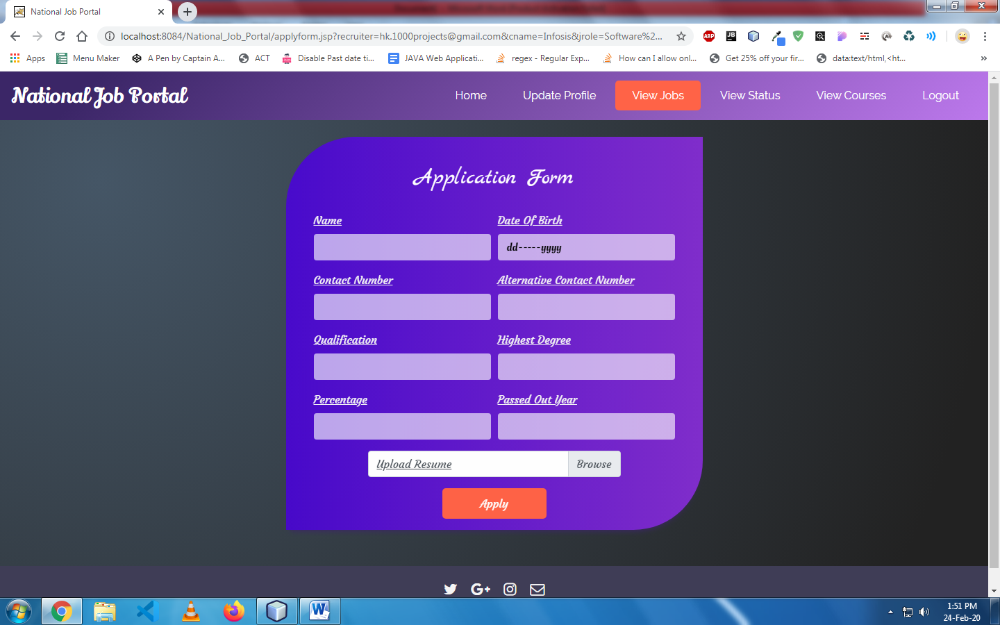 National Job Portal
localhost:8084/National_Job_Portal/applyform.jsp?recruiter=hk.1000projects@gmail.com&cname=Infosis&jrole=Software%2...
ABP
JB
Apps
Menu Maker
A Pen by Captain A...
ACT
Disable Past date ti...
JAVA Web Applicati...
regex - Regular Exp...
How can I allow onl...
Get 25% off your fir...
data:text/html,<ht...
»
National Job Portal
Home
Update Profile
View Jobs
View Status
View Courses
Logout
Application Form
Name
Date Of Birth
dd-----yyyy
Contact Number
Alternative Contact Number
Qualification
Highest Degree
Percentage
Passed Out Year
Upload Resume
Browse
Apply
G+
W
1:51 PM
24-Feb-20